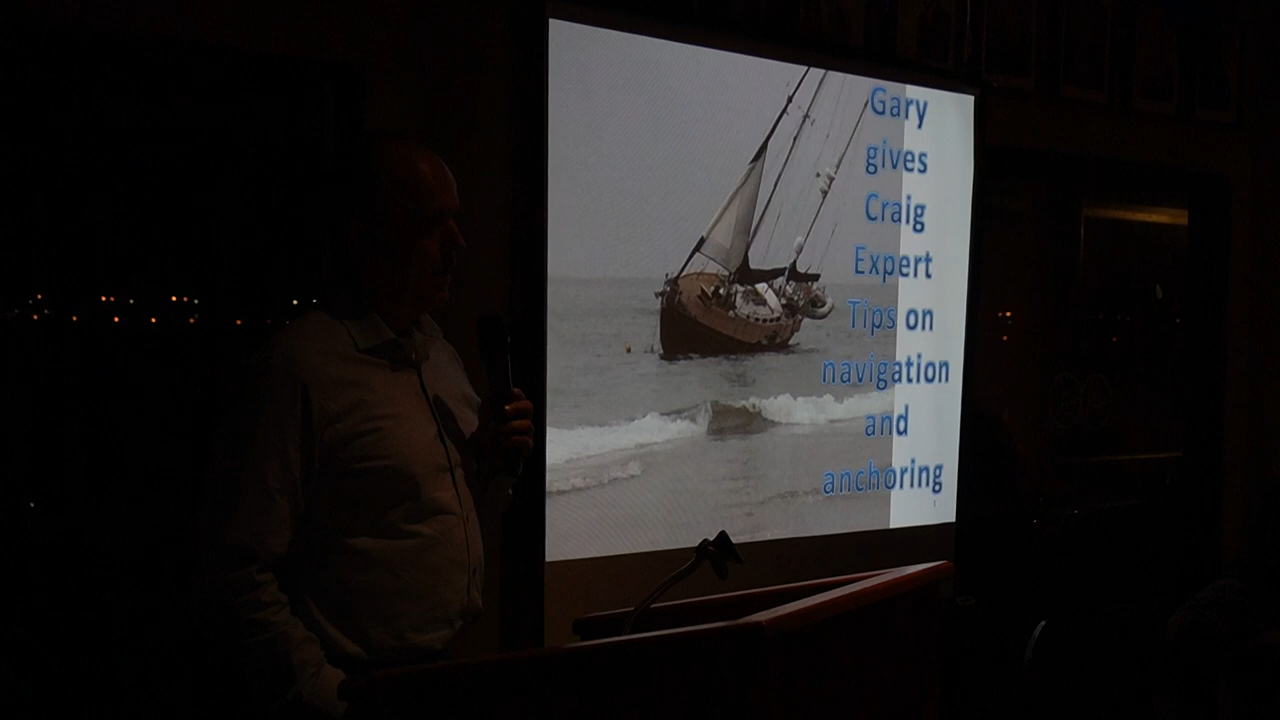 Gary
gives
Craig
Expert
Tips on
navigation
and
anchoring